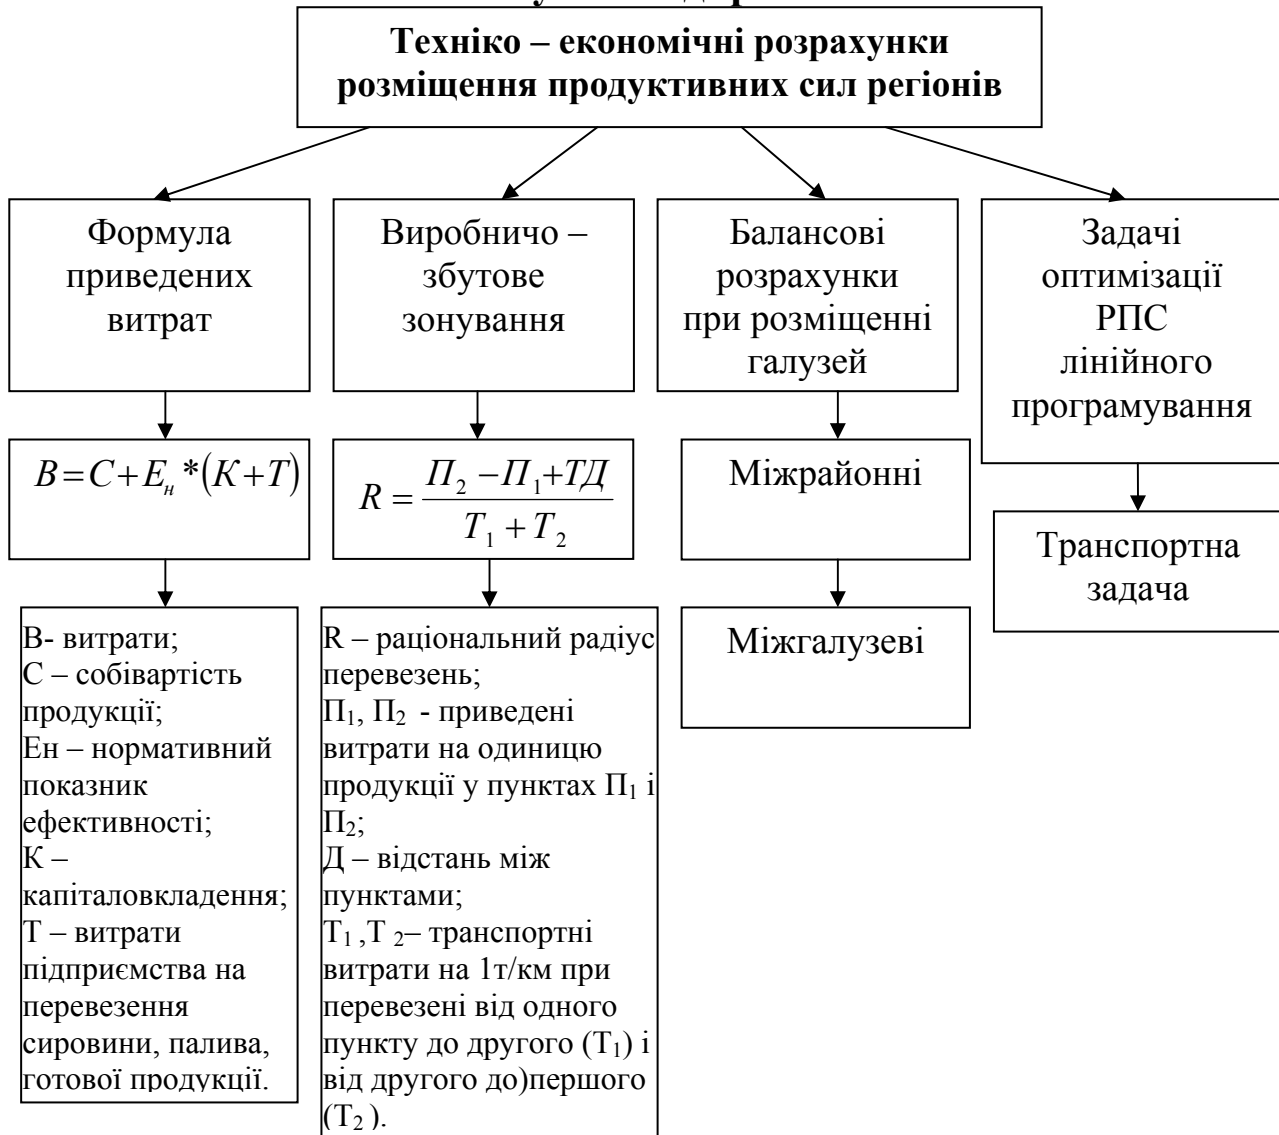 Техніко – економічні розрахунки
розміщення продуктивних сил регіонів
Формула
приведених
витрат
Виробничо –
збутове
зонування
Балансові
розрахунки
при розміщенні
галузей
Задачі
оптимізації
РПС
лінійного
програмування
B=C+Eн*(К+Т)
R = (П2 –П1+ТД) / (Т1 + Т2)
Міжрайонні
Транспортна
задача
В- витрати;
С – собівартість
продукції;
Ен – нормативний
показник
ефективності;
К –
капіталовкладення;
Т – витрати
підприємства на
перевезення
сировини, палива,
готової продукції.
R – раціональний радіус
перевезень;
П1, П2 - приведені
витрати на одиницю
продукції у пунктах П1 і
П2;
Д – відстань між
пунктами;
Т1 ,Т 2– транспортні
витрати на 1т/км при
перевезені від одного
пункту до другого (Т1) і
від другого до)першого
(Т2 ).
Міжгалузеві